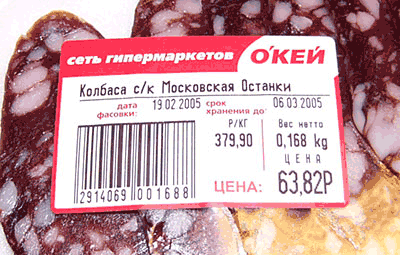 сеть гипермаркетов О'КЕЙ
Колбаса с/к Московская Останки
дата фасовки: 19 02 2005 срок хранения до: 06 03 2005
Р/КГ Вес нетто
379,90 0,168 kg
ЦЕНА
ЦЕНА: 63,82Р
2914069 001688